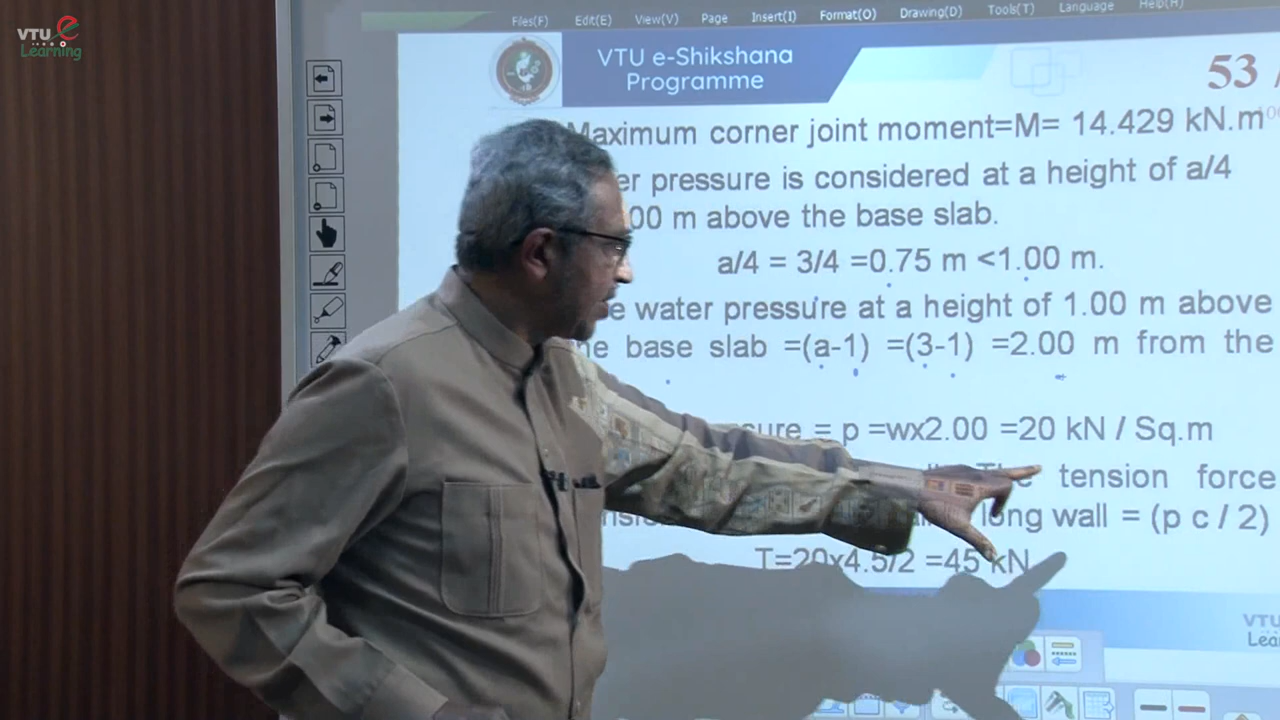 VTU e
Learning
Files(F) Edit(E) View(V) Page Insert(I) Format(O) Drawing(D) Tools(T) Language Help(H)
VTU e-Shikshana
Programme
53 /
Maximum corner joint moment=M= 14.429 kN.m
er pressure is considered at a height of a/4
00 m above the base slab.
a/4 = 3/4 =0.75 m <1.00 m.
e water pressure at a height of 1.00 m above
he base slab =(a-1) =(3-1) =2.00 m from the
sure = p =wx2.00 =20 kN / Sq.m
tension force
long wall = (p c / 2)
T=20x4.5/2 =45 kN
VTU
Lea